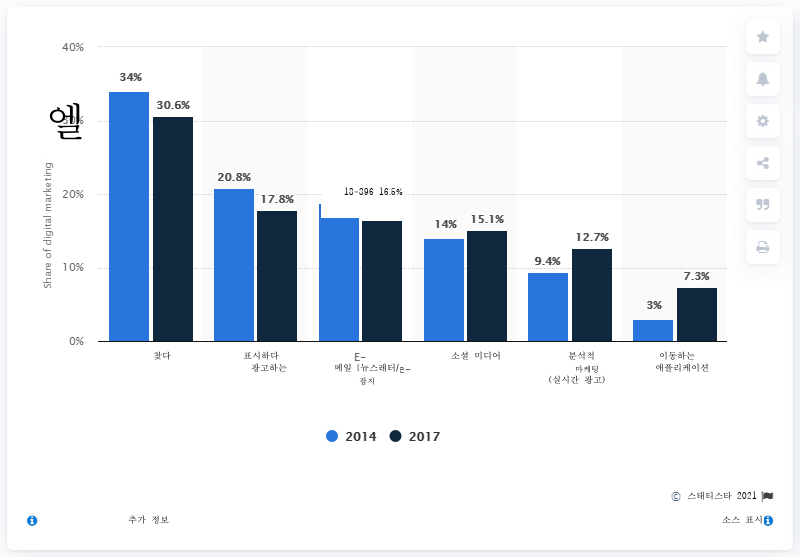 40%
엘
30%
20%
10%
0%
Share of digital marketing
34%
30.6%
20.8%
17.8%
18-896 16.5%
14%
15.1%
9.4%
12.7%
3%
7.3%
찾다
표시하다
광고하는
E-
메일 (뉴스레터/e-
잡지
소셜 미디어
분석적
마케팅
(실시간 광고)
이동하는
애플리케이션
2014 2017
© 스태티스타 2021
추가 정보
소스 표시